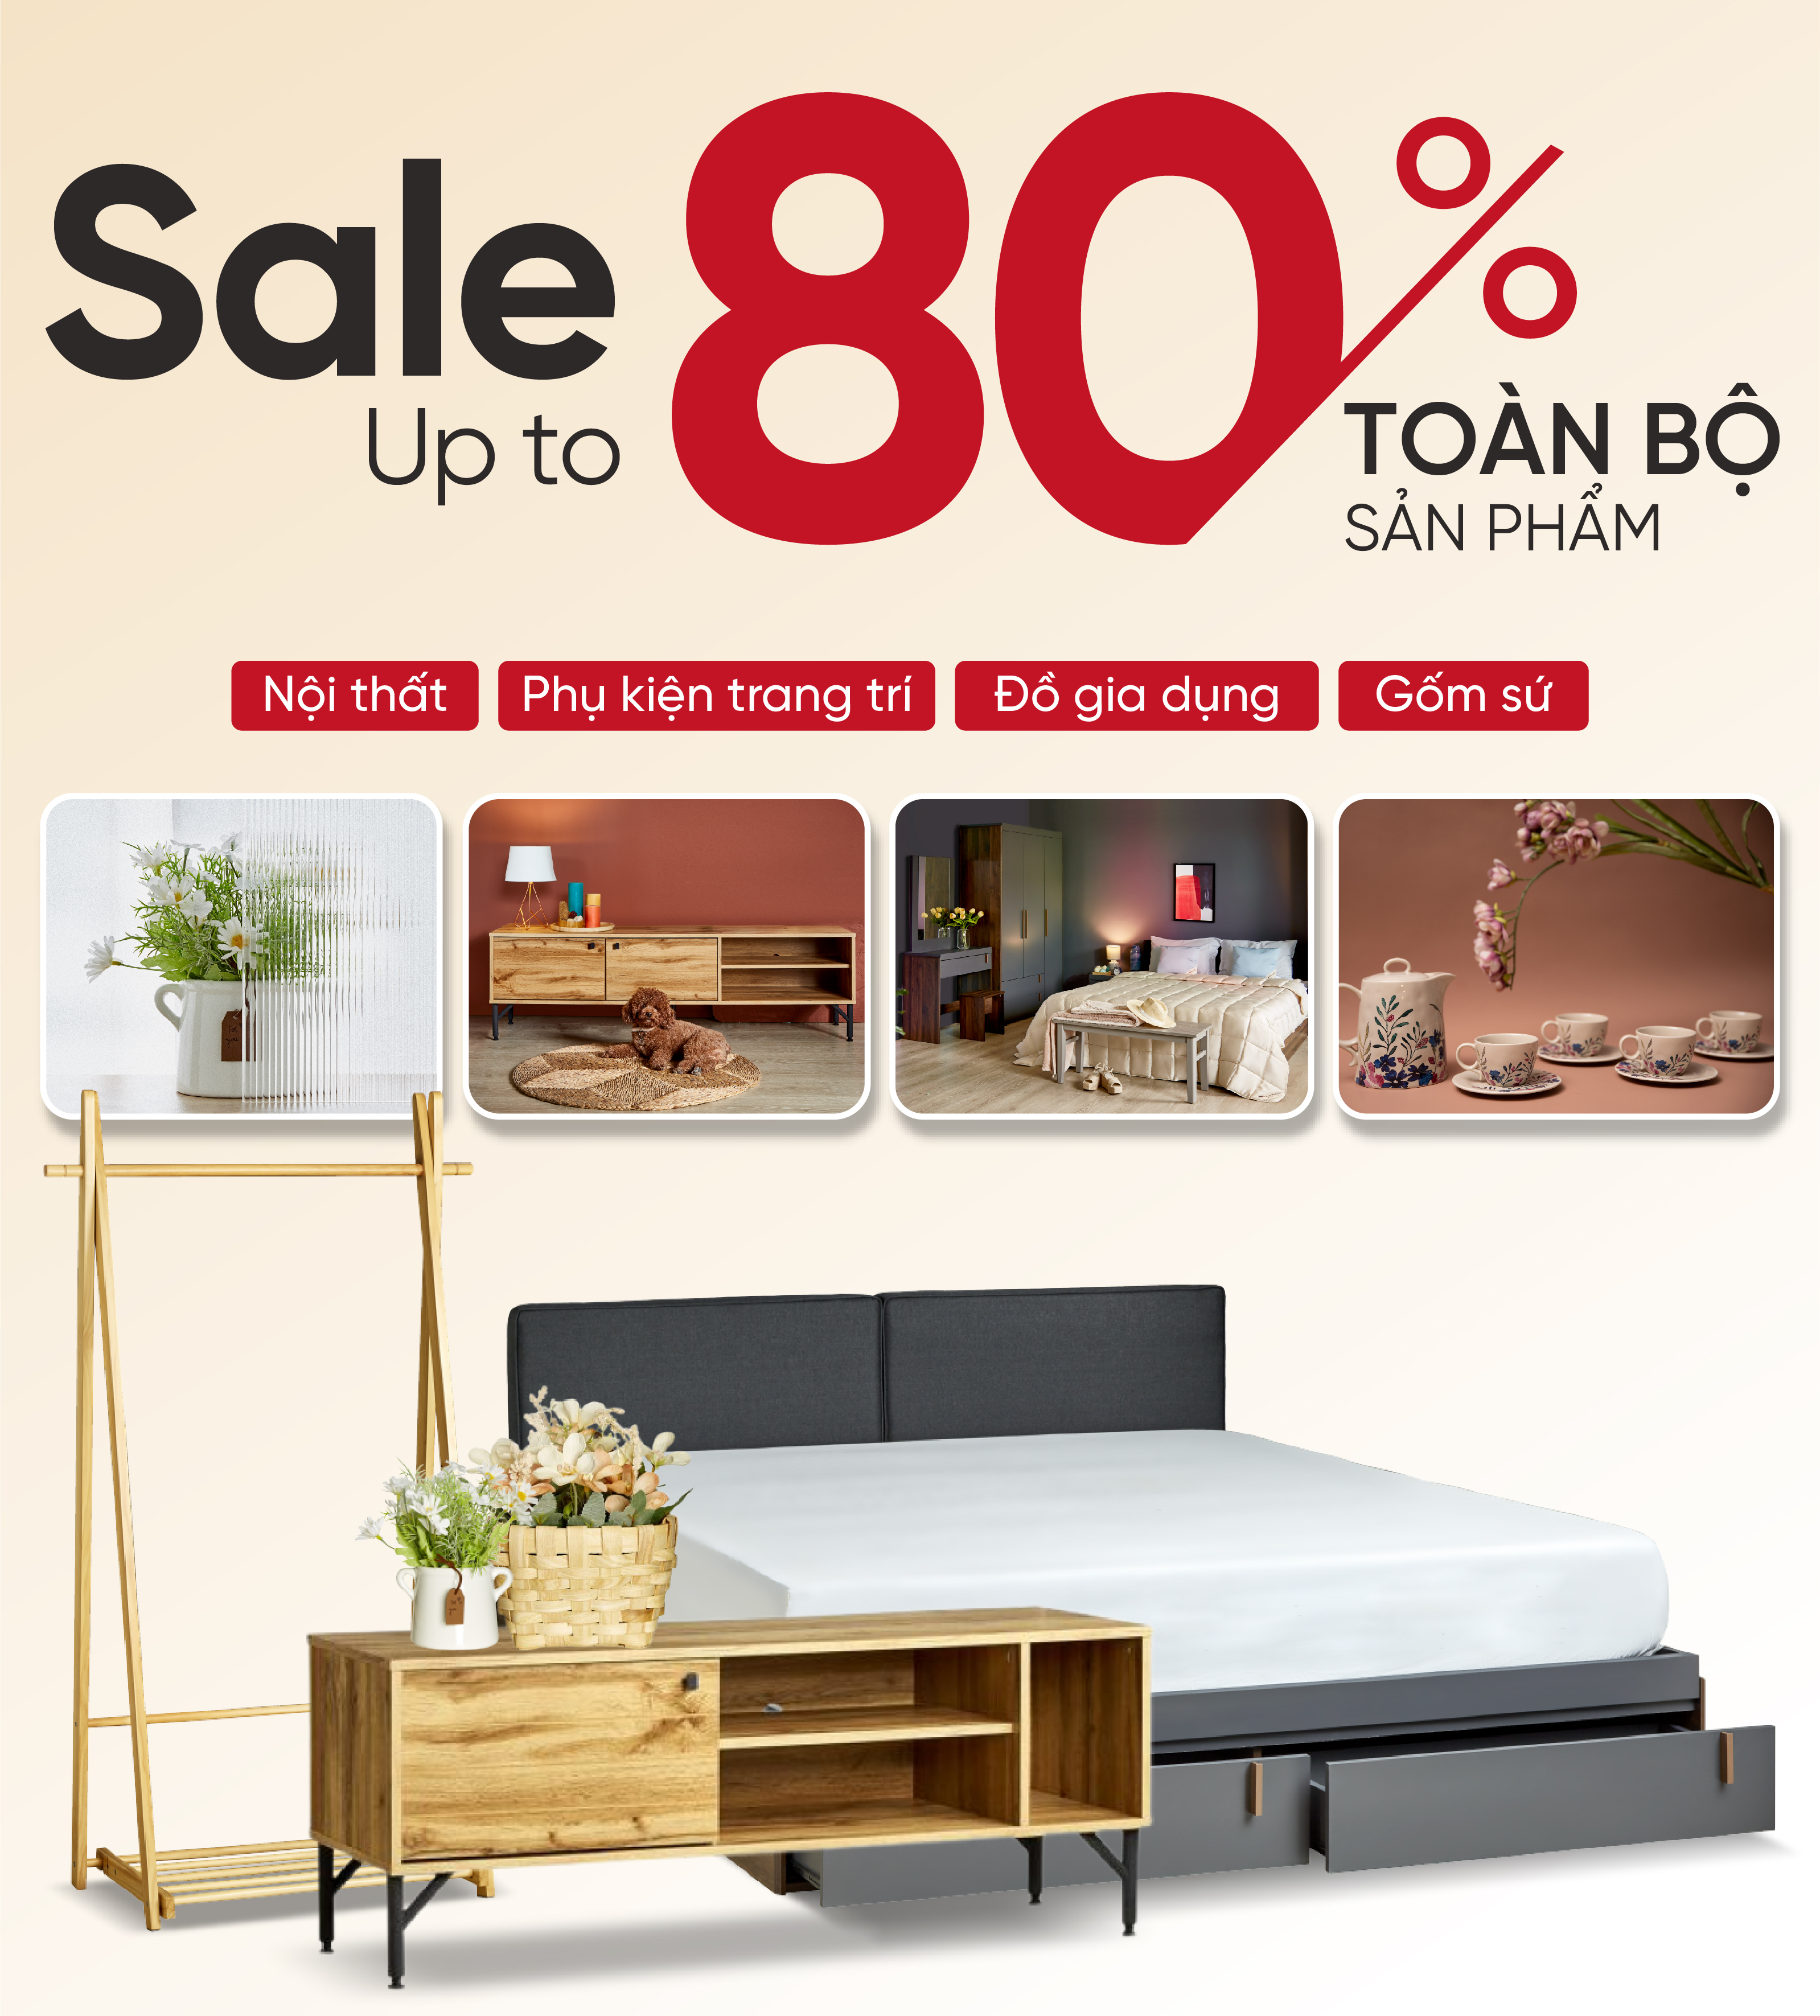 Sale
Up to
80%
TOÀN BỘ
SẢN PHẨM
Nội thất
Phụ kiện trang trí
Đồ gia dụng
Gốm sứ